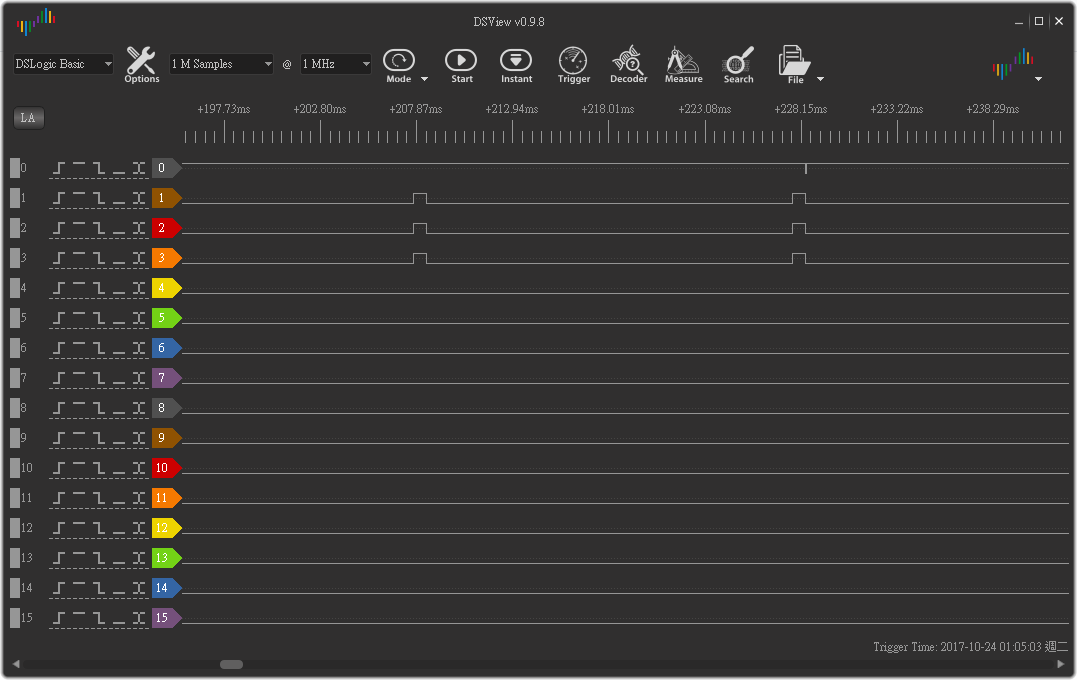 DSView v0.9.8
DSLogic Basic
Options
1 M Samples
@
1 MHz
Mode
Start
Instant
Trigger
Decoder
Measure
Search
File
LA
+197.73ms +202.80ms +207.87ms +212.94ms +218.01ms +223.08ms +228.15ms +233.22ms +238.29ms
0 0
1 1
2 2
3 3
4 4
5 5
6 6
7 7
8 8
9 9
10 10
11 11
12 12
13 13
14 14
15 15
Trigger Time: 2017-10-24 01:05:03 週二